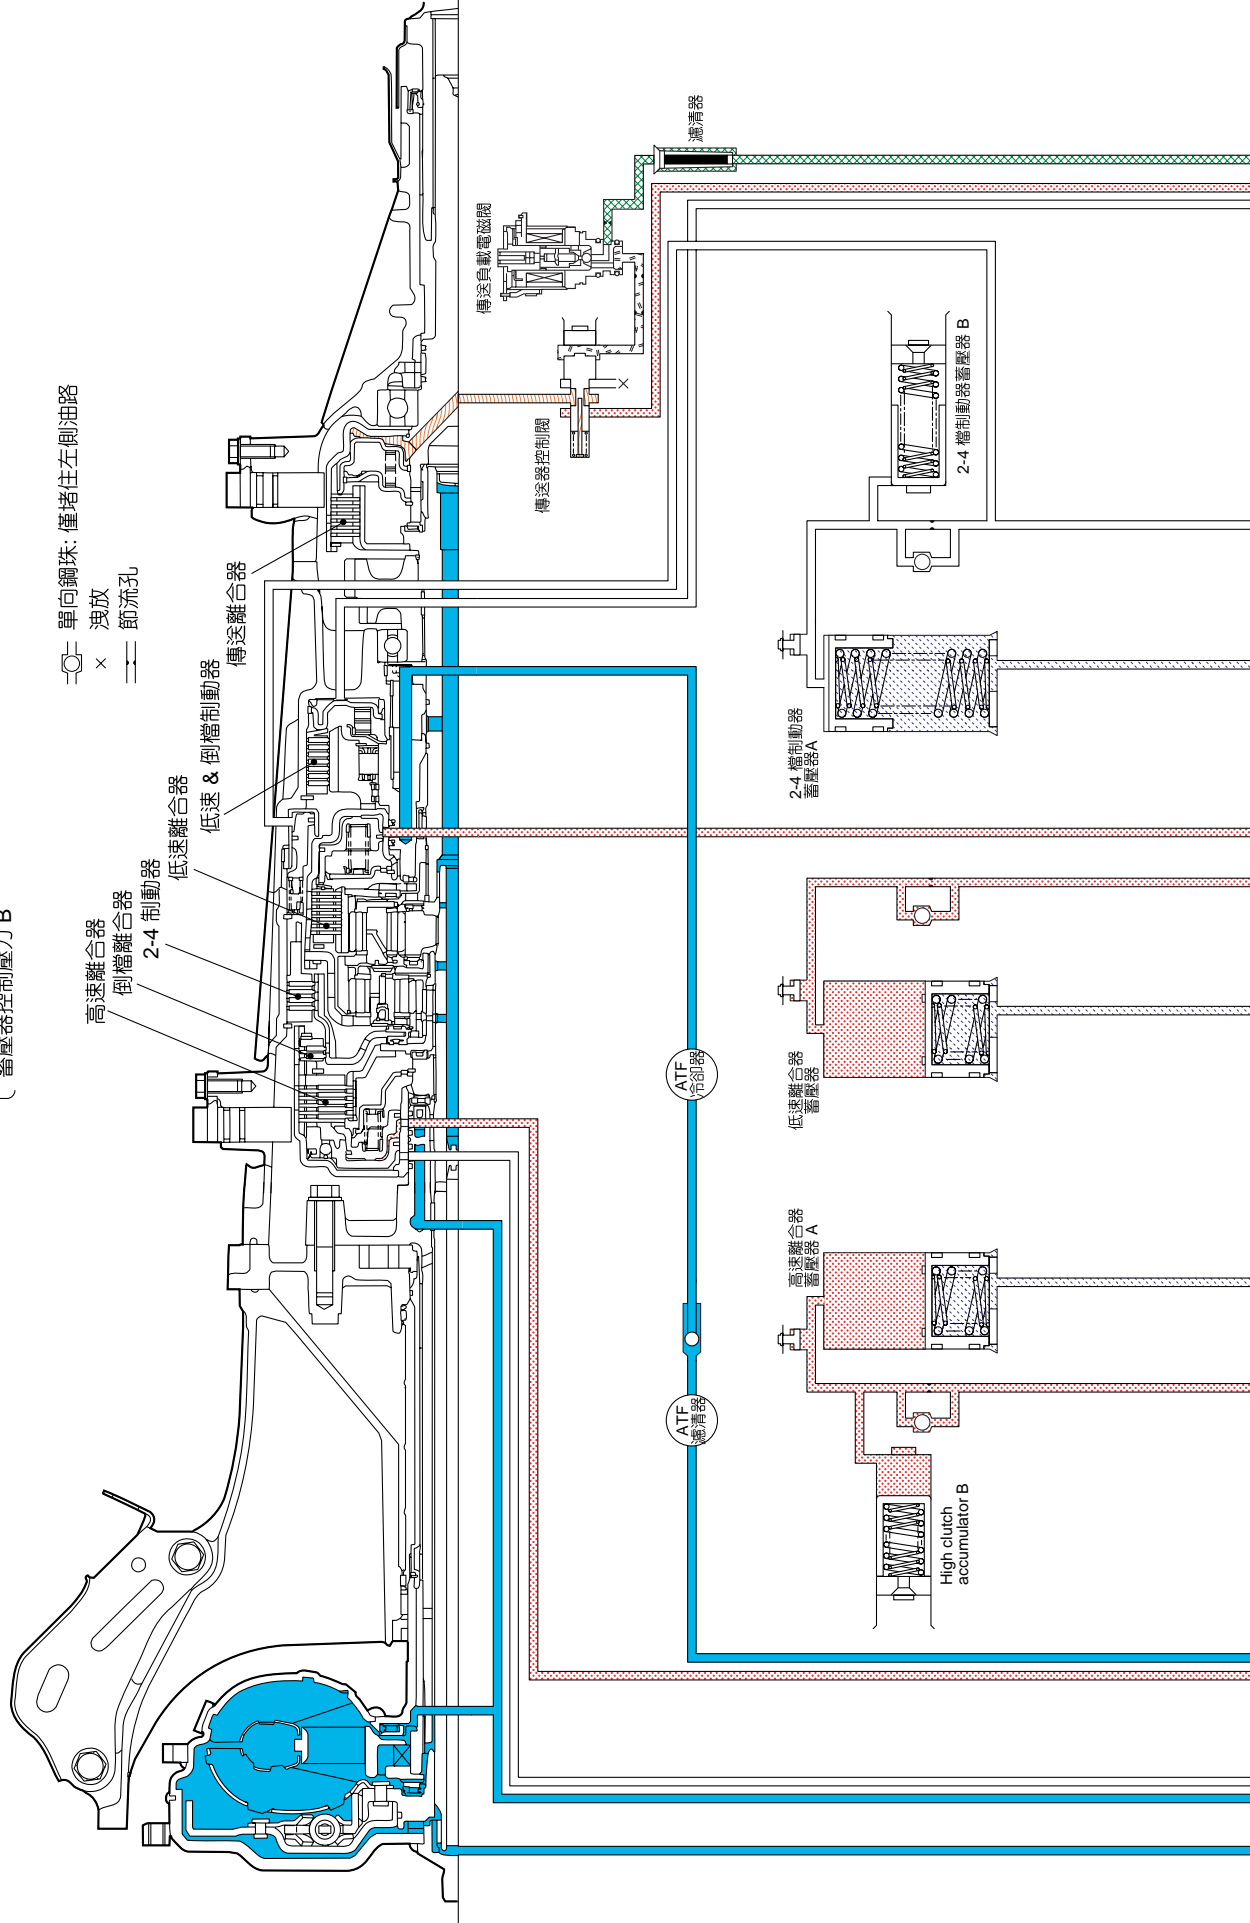 蓄壓器控制壓力 B
單向鋼珠: 僅堵住左側油路
× 洩放
節流孔
高速離合器
倒檔離合器
2-4 制動器
低速離合器
低速 & 倒檔制動器
傳送離合器
傳送負載電磁閥
傳送器控制閥
濾清器
ATF
濾清器
ATF
冷卻器
High clutch
accumulator B
高速離合器
蓄壓器 A
低速離合器
蓄壓器
2-4 檔制動器
蓄壓器A
2-4 檔制動器蓄壓器 B